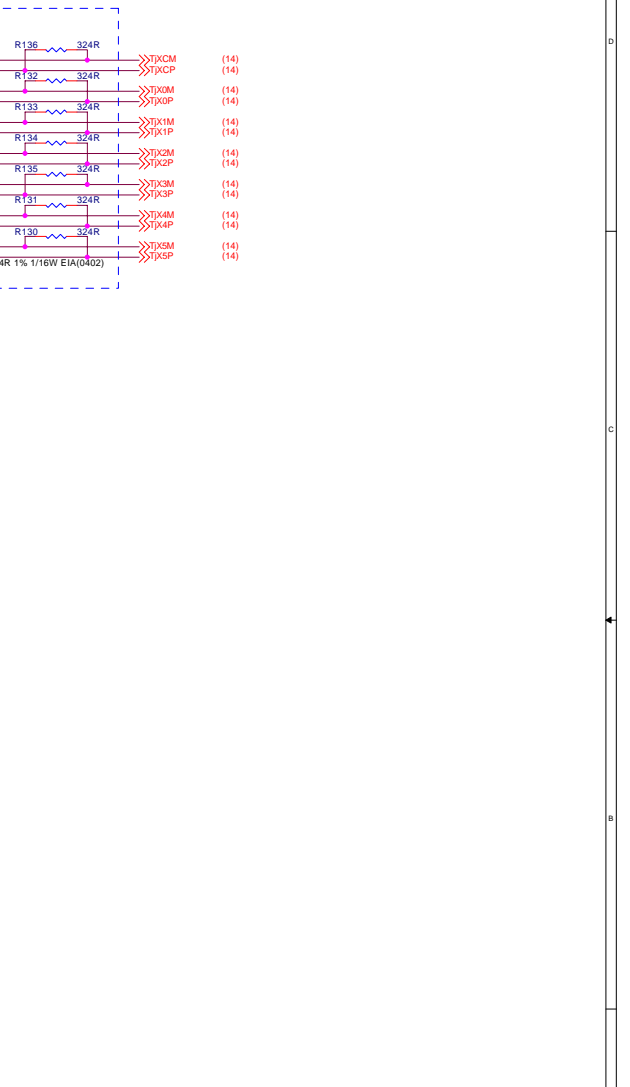 D
R136 324R
TjXCM (14)
TjXCP (14)
R132 324R
TjX0M (14)
TjX0P (14)
R133 324R
TjX1M (14)
TjX1P (14)
R134 324R
TjX2M (14)
TjX2P (14)
R135 324R
TjX3M (14)
TjX3P (14)
R131 324R
TjX4M (14)
TjX4P (14)
R130 324R
TjX5M (14)
TjX5P (14)
4R 1% 1/16W EIA(0402)
C
B